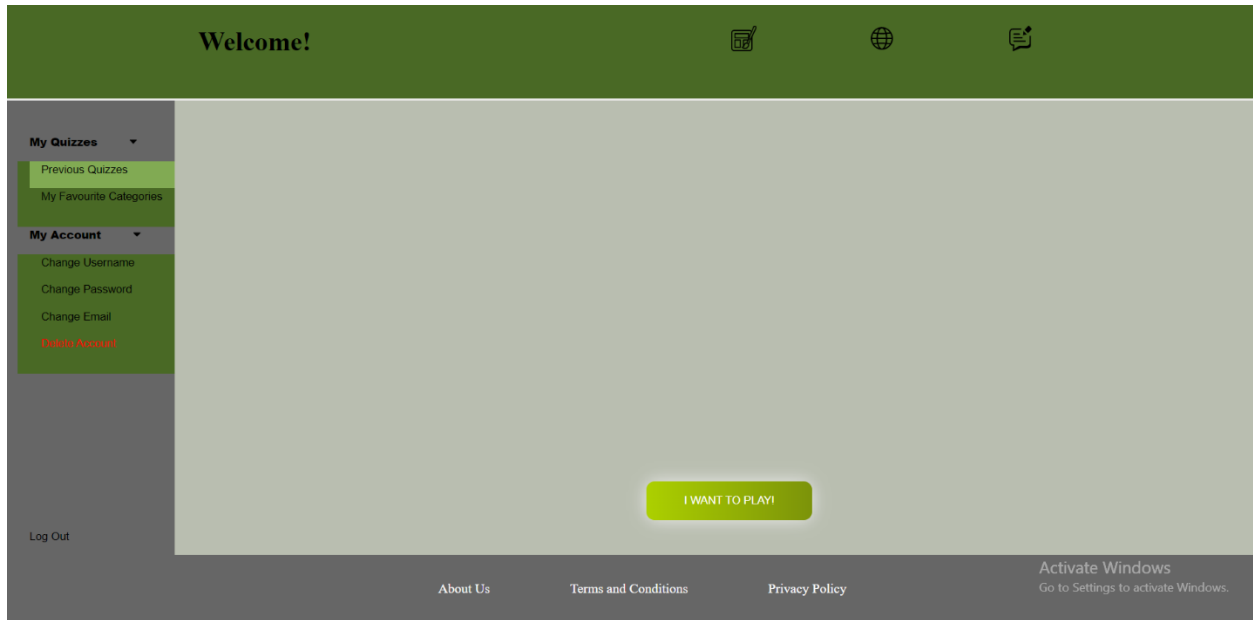 Welcome!
My Quizzes
Previous Quizzes
My Favourite Categories
My Account
Change Username
Change Password
Change Email
Delete Account
Log Out
I WANT TO PLAY!
About Us
Terms and Conditions
Privacy Policy
Activate Windows
Go to Settings to activate Windows.